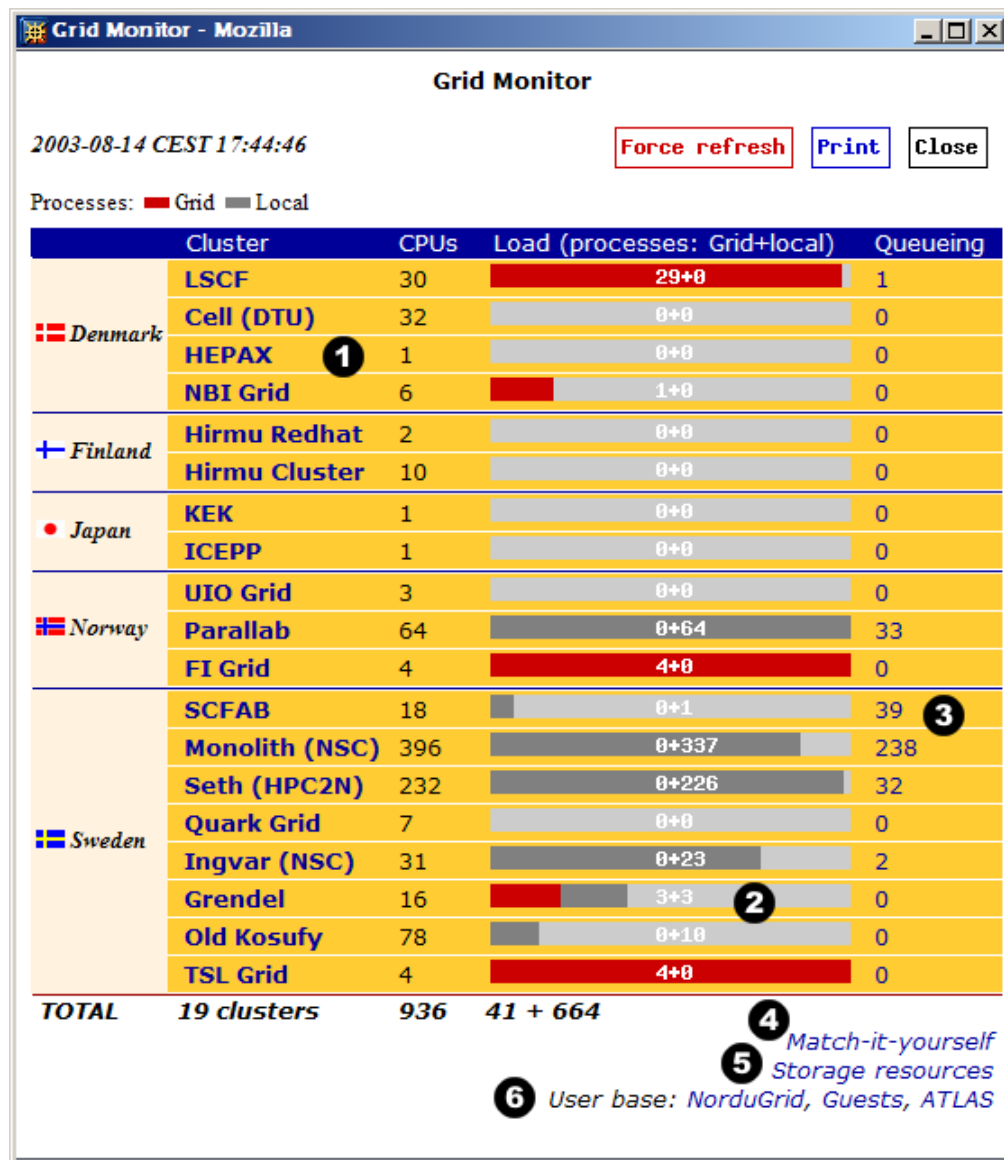 Grid Monitor - Mozilla
Grid Monitor
2003-08-14 CEST 17:44:46
Force refresh Print Close
Processes: Grid Local
Cluster CPUs Load (processes: Grid+local) Queueing
Denmark
LSCF 30 29+0 1
Cell (DTU) 32 0+0 0
HEPAX 1 1 0+0 0
NBI Grid 6 1+0 0
Finland
Hirmu Redhat 2 0+0 0
Hirmu Cluster 10 0+0 0
Japan
KEK 1 0+0 0
ICEPP 1 0+0 0
Norway
UIO Grid 3 0+0 0
Parallab 64 0+64 33
FI Grid 4 4+0 0
Sweden
SCFAB 18 0+1 39 3
Monolith (NSC) 396 0+337 238
Seth (HPC2N) 232 0+226 32
Quark Grid 7 0+0 0
Ingvar (NSC) 31 0+23 2
Grendel 16 3+3 2 0
Old Kosufy 78 0+10 0
TSL Grid 4 4+0 0
TOTAL 19 clusters 936 41 + 664
4 Match-it-yourself
5 Storage resources
6 User base: NorduGrid, Guests, ATLAS